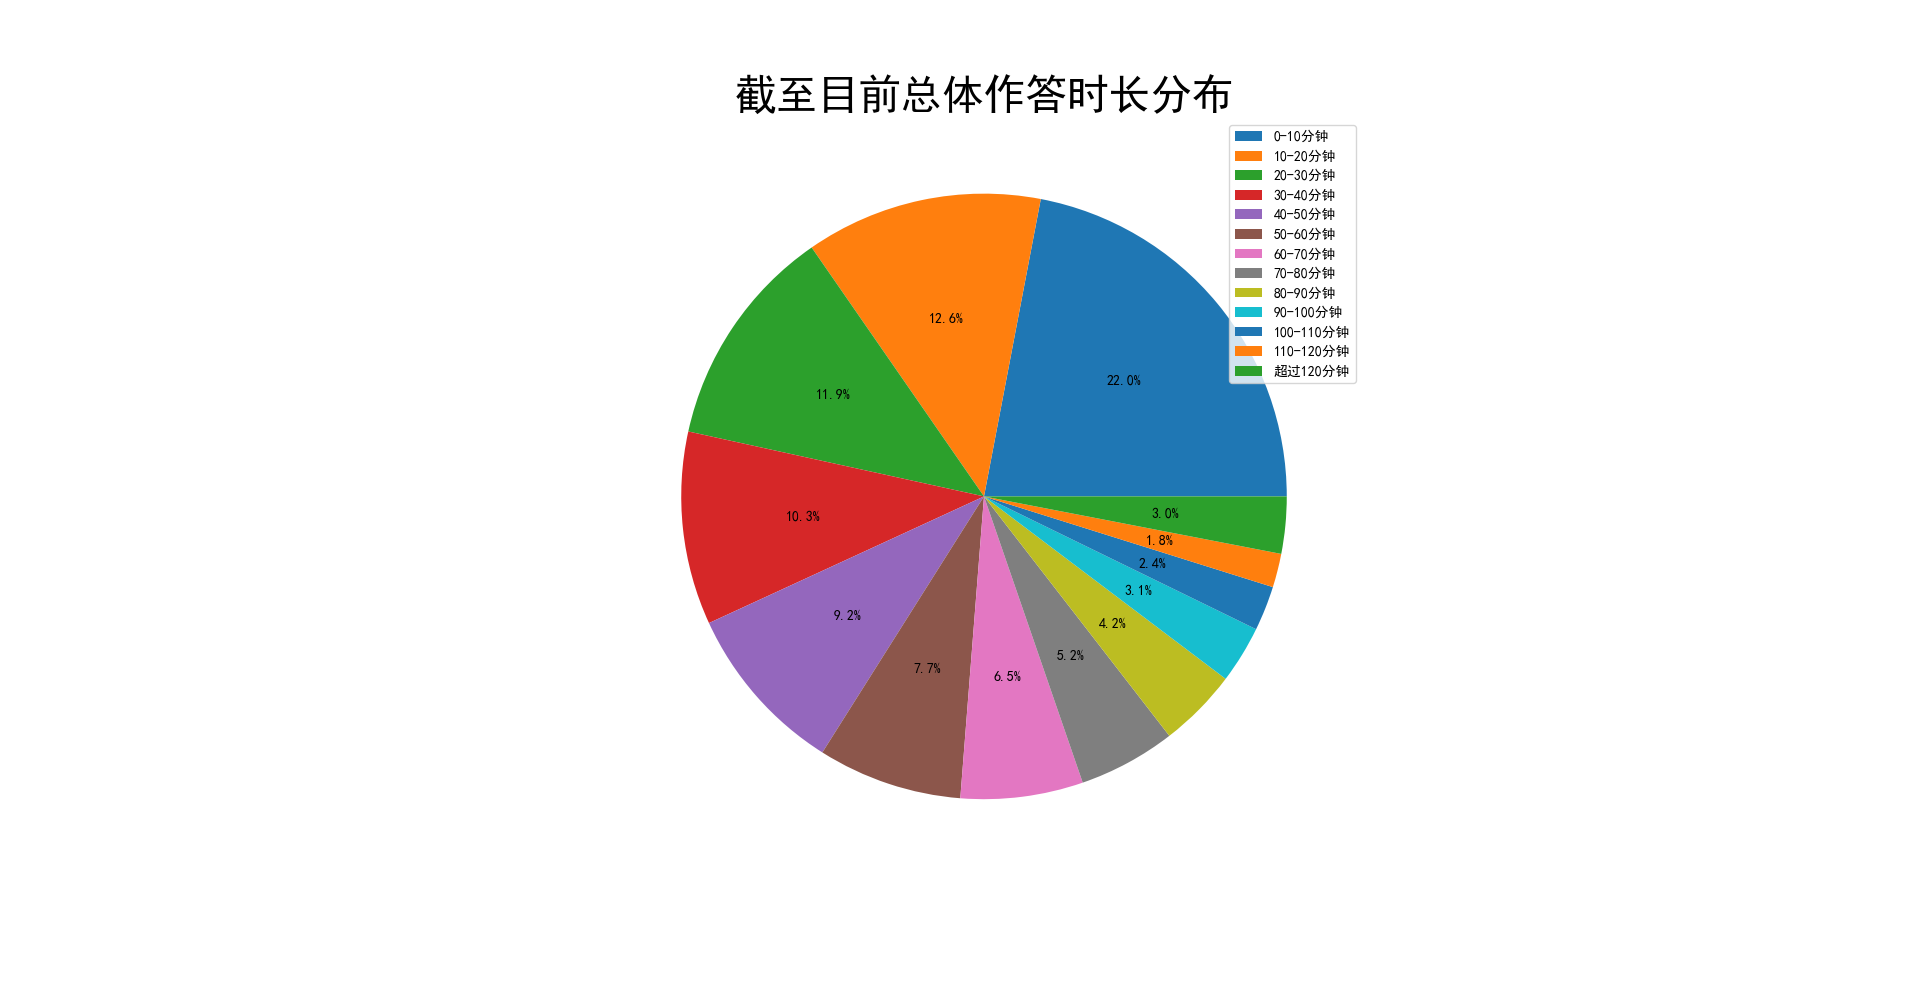 截至目前总体作答时长分布
0-10分钟
10-20分钟
20-30分钟
30-40分钟
40-50分钟
50-60分钟
60-70分钟
70-80分钟
80-90分钟
90-100分钟
100-110分钟
110-120分钟
超过120分钟
22.0%
12.6%
11.9%
10.3%
9.2%
7.7%
6.5%
5.2%
4.2%
3.1%
2.4%
1.8%
3.0%